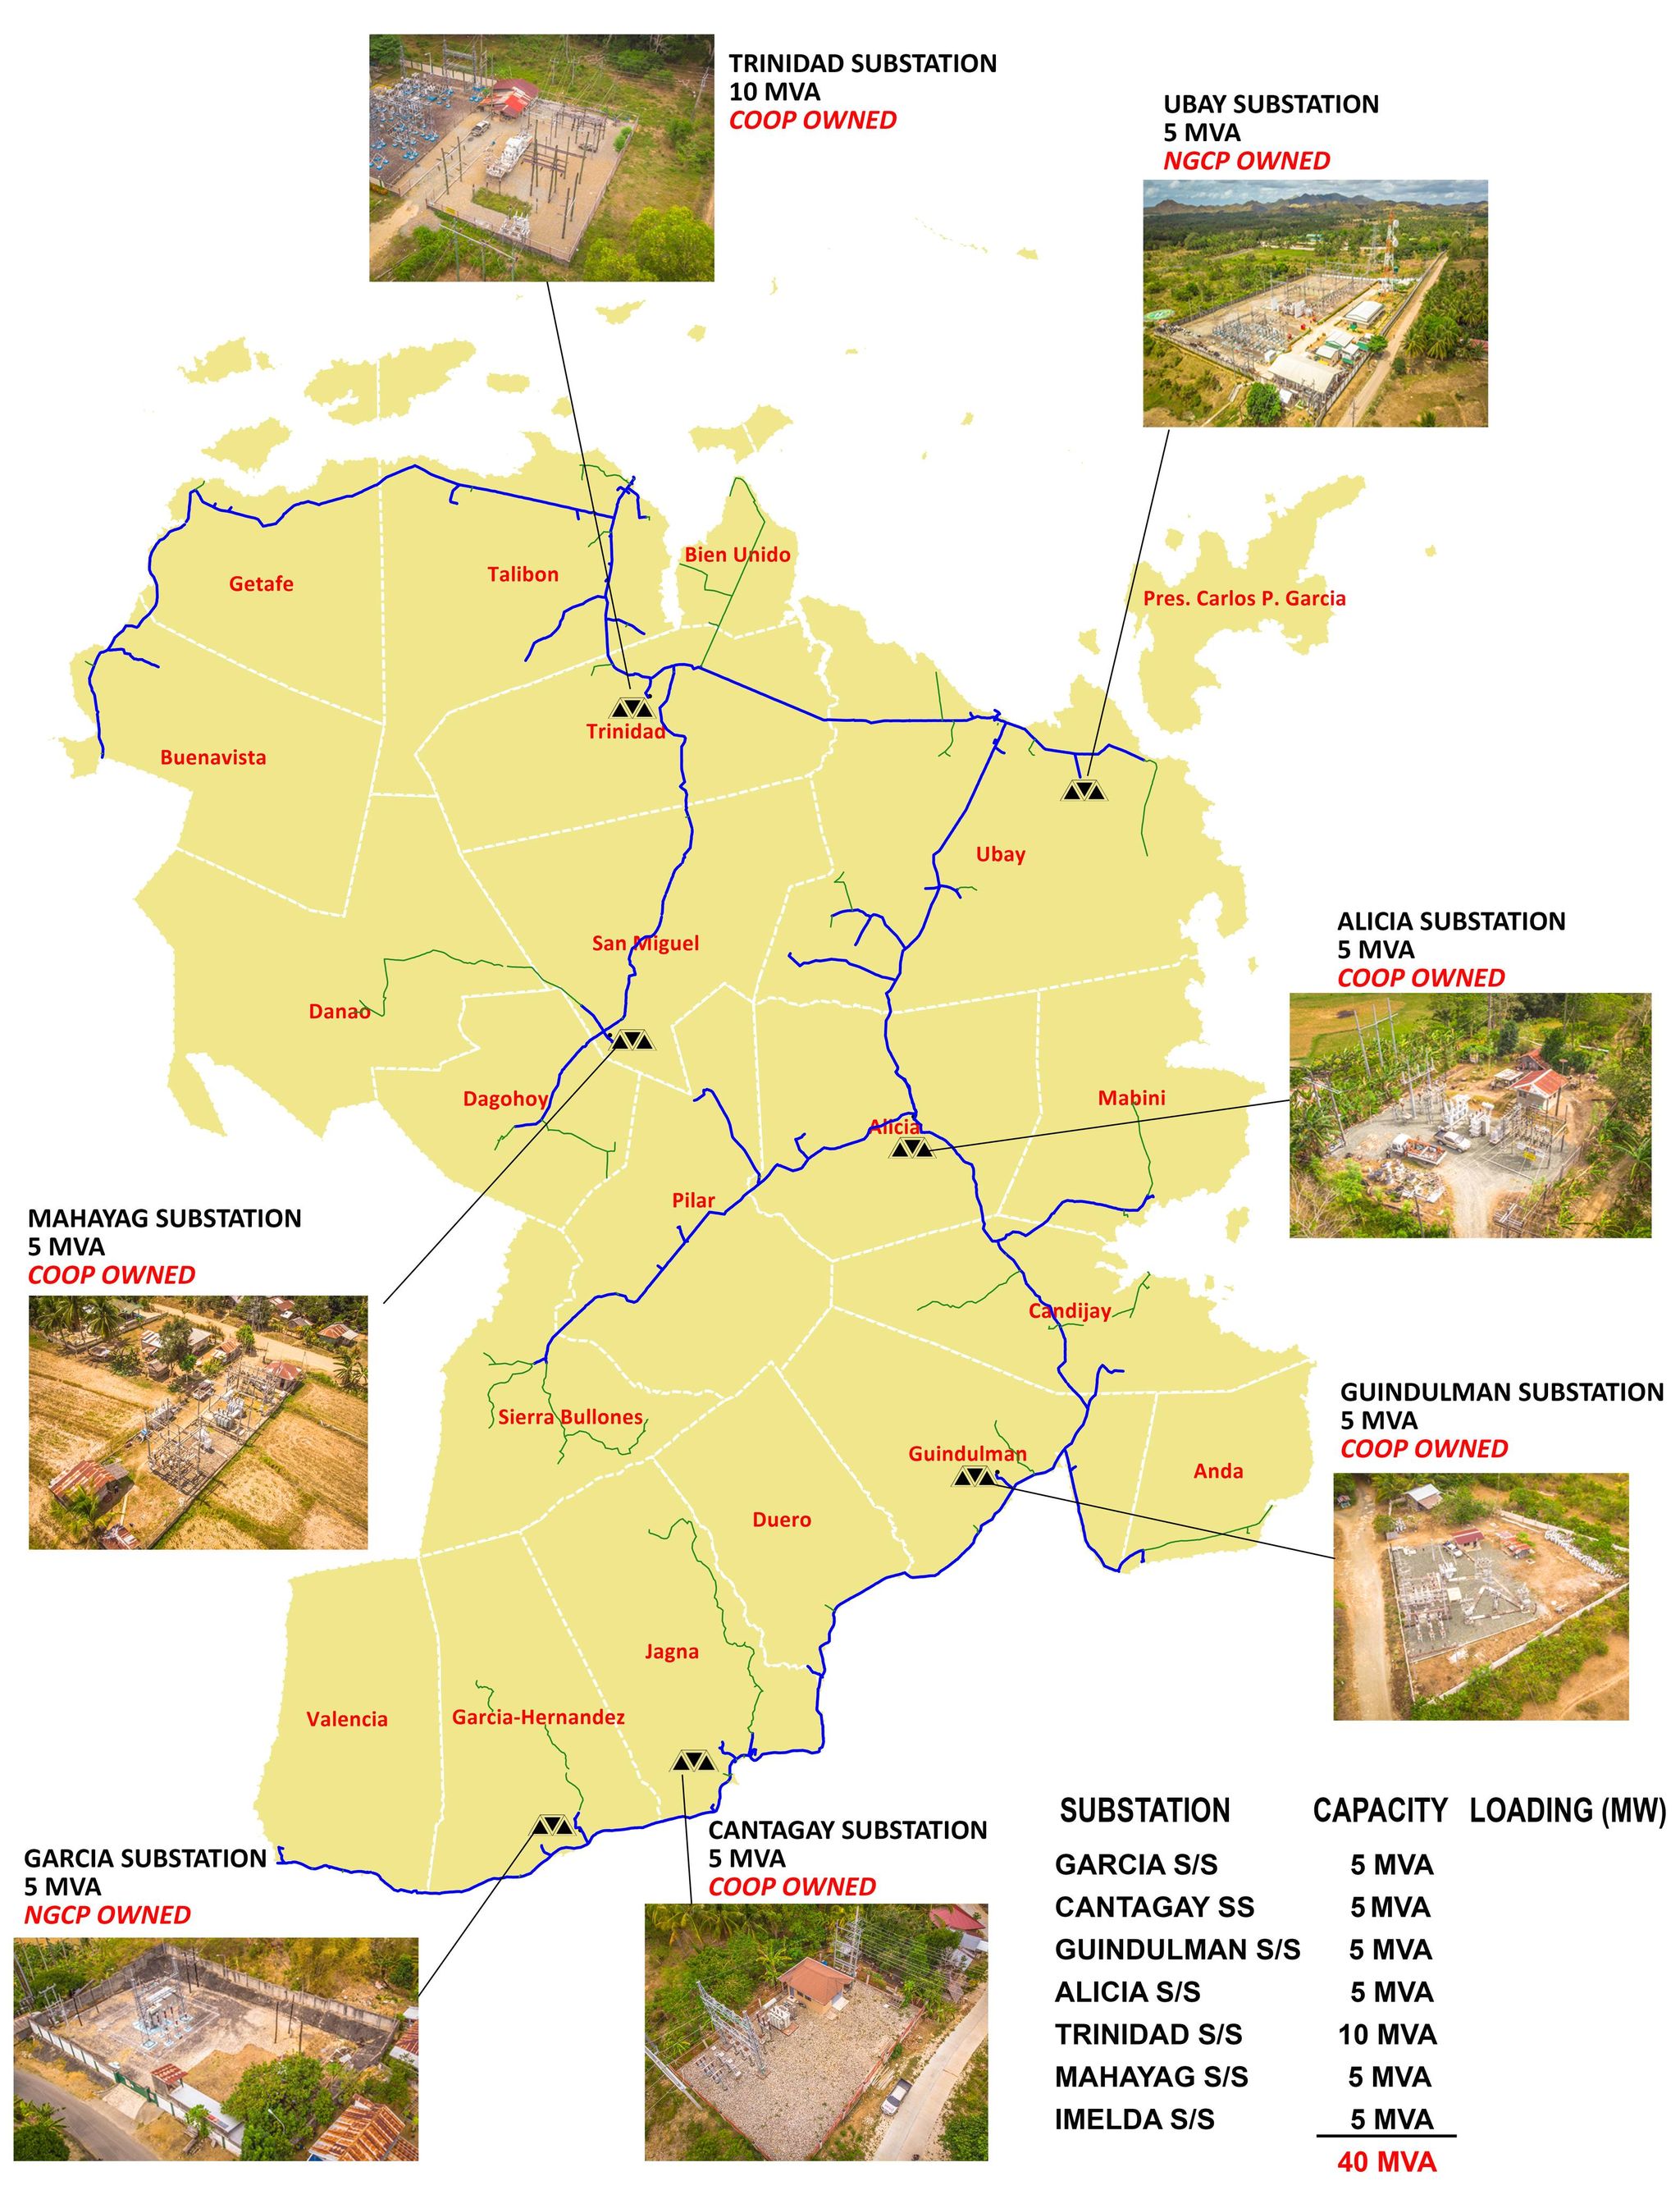 TRINIDAD SUBSTATION
10 MVA
COOP OWNED
UBAY SUBSTATION
5 MVA
NGCP OWNED
Bien Unido
Talibon
Getafe
Pres. Carlos P. Garcia
Trinidad
Buenavista
Ubay
ALICIA SUBSTATION
5 MVA
COOP OWNED
San Miguel
Danao
Dagohoy
Mabini
Alicia
Pilar
MAHAYAG SUBSTATION
5 MVA
COOP OWNED
Candijay
GUINDULMAN SUBSTATION
5 MVA
COOP OWNED
Sierra Bullones
Guindulman
Anda
Duero
Jagna
Valencia
Garcia-Hernandez
GARCIA SUBSTATION
5 MVA
NGCP OWNED
CANTAGAY SUBSTATION
5 MVA
COOP OWNED
SUBSTATION CAPACITY LOADING (MW)
GARCIA S/S 5 MVA
CANTAGAY SS 5 MVA
GUINDULMAN S/S 5 MVA
ALICIA S/S 5 MVA
TRINIDAD S/S 10 MVA
MAHAYAG S/S 5 MVA
IMELDA S/S 5 MVA
40 MVA